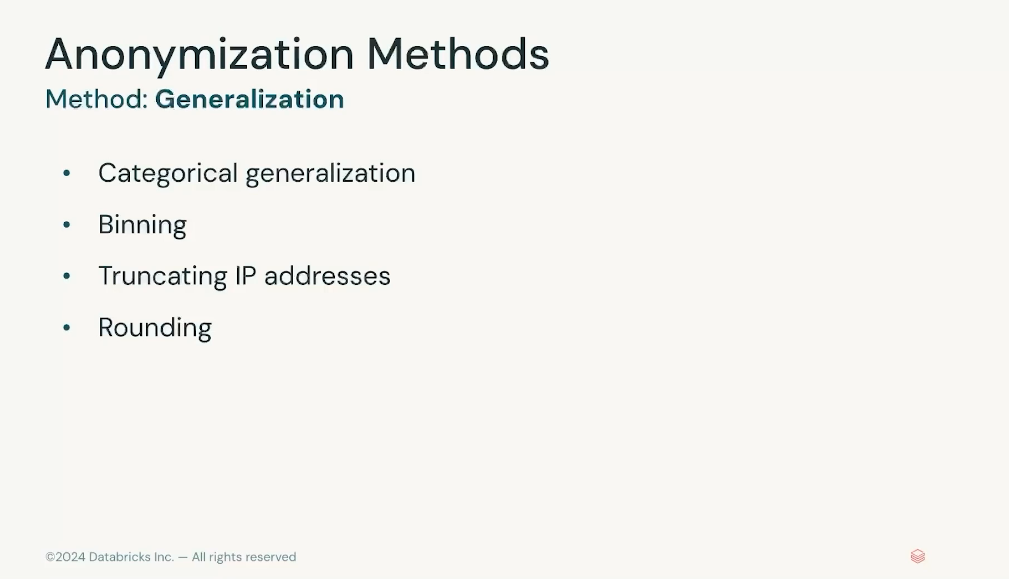 Anonymization Methods
Method: Generalization
• Categorical generalization
• Binning
• Truncating IP addresses
• Rounding
©2024 Databricks Inc. — All rights reserved